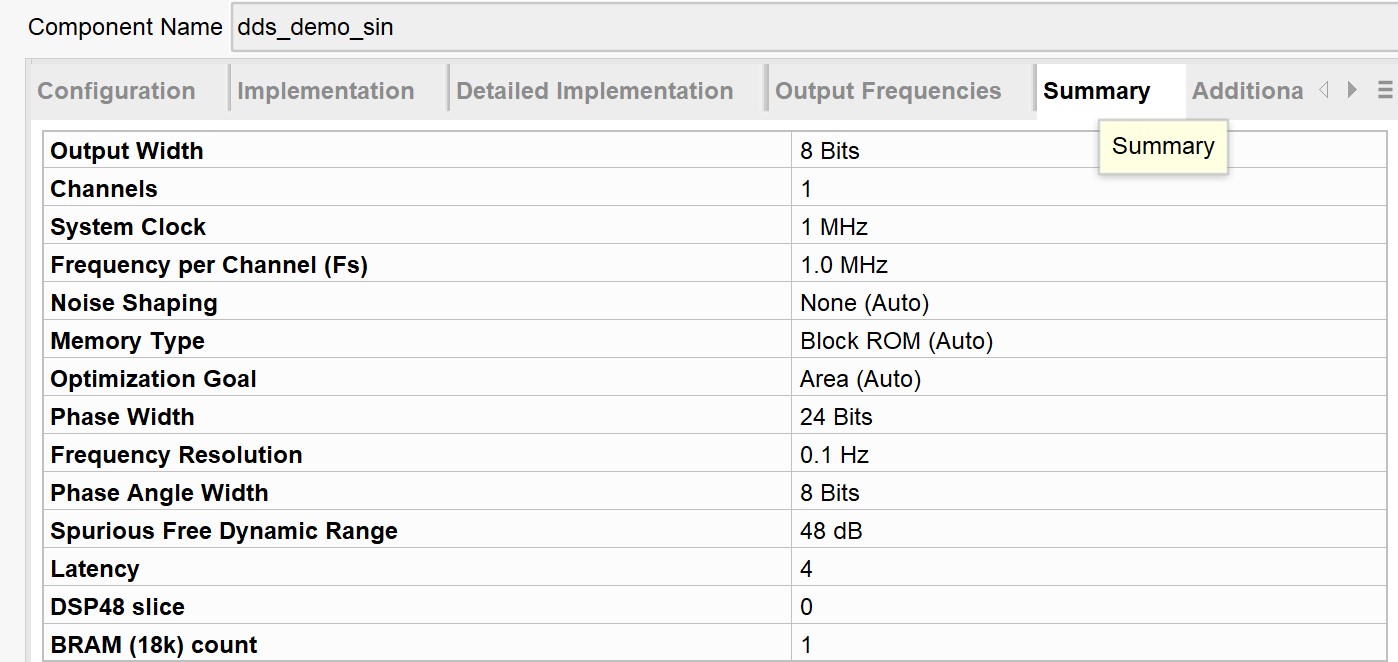 Component Name dds_demo_sin
Configuration Implementation Detailed Implementation Output Frequencies Summary Additiona
Summary
Output Width 8 Bits
Channels 1
System Clock 1 MHz
Frequency per Channel (Fs) 1.0 MHz
Noise Shaping None (Auto)
Memory Type Block ROM (Auto)
Optimization Goal Area (Auto)
Phase Width 24 Bits
Frequency Resolution 0.1 Hz
Phase Angle Width 8 Bits
Spurious Free Dynamic Range 48 dB
Latency 4
DSP48 slice 0
BRAM (18k) count 1